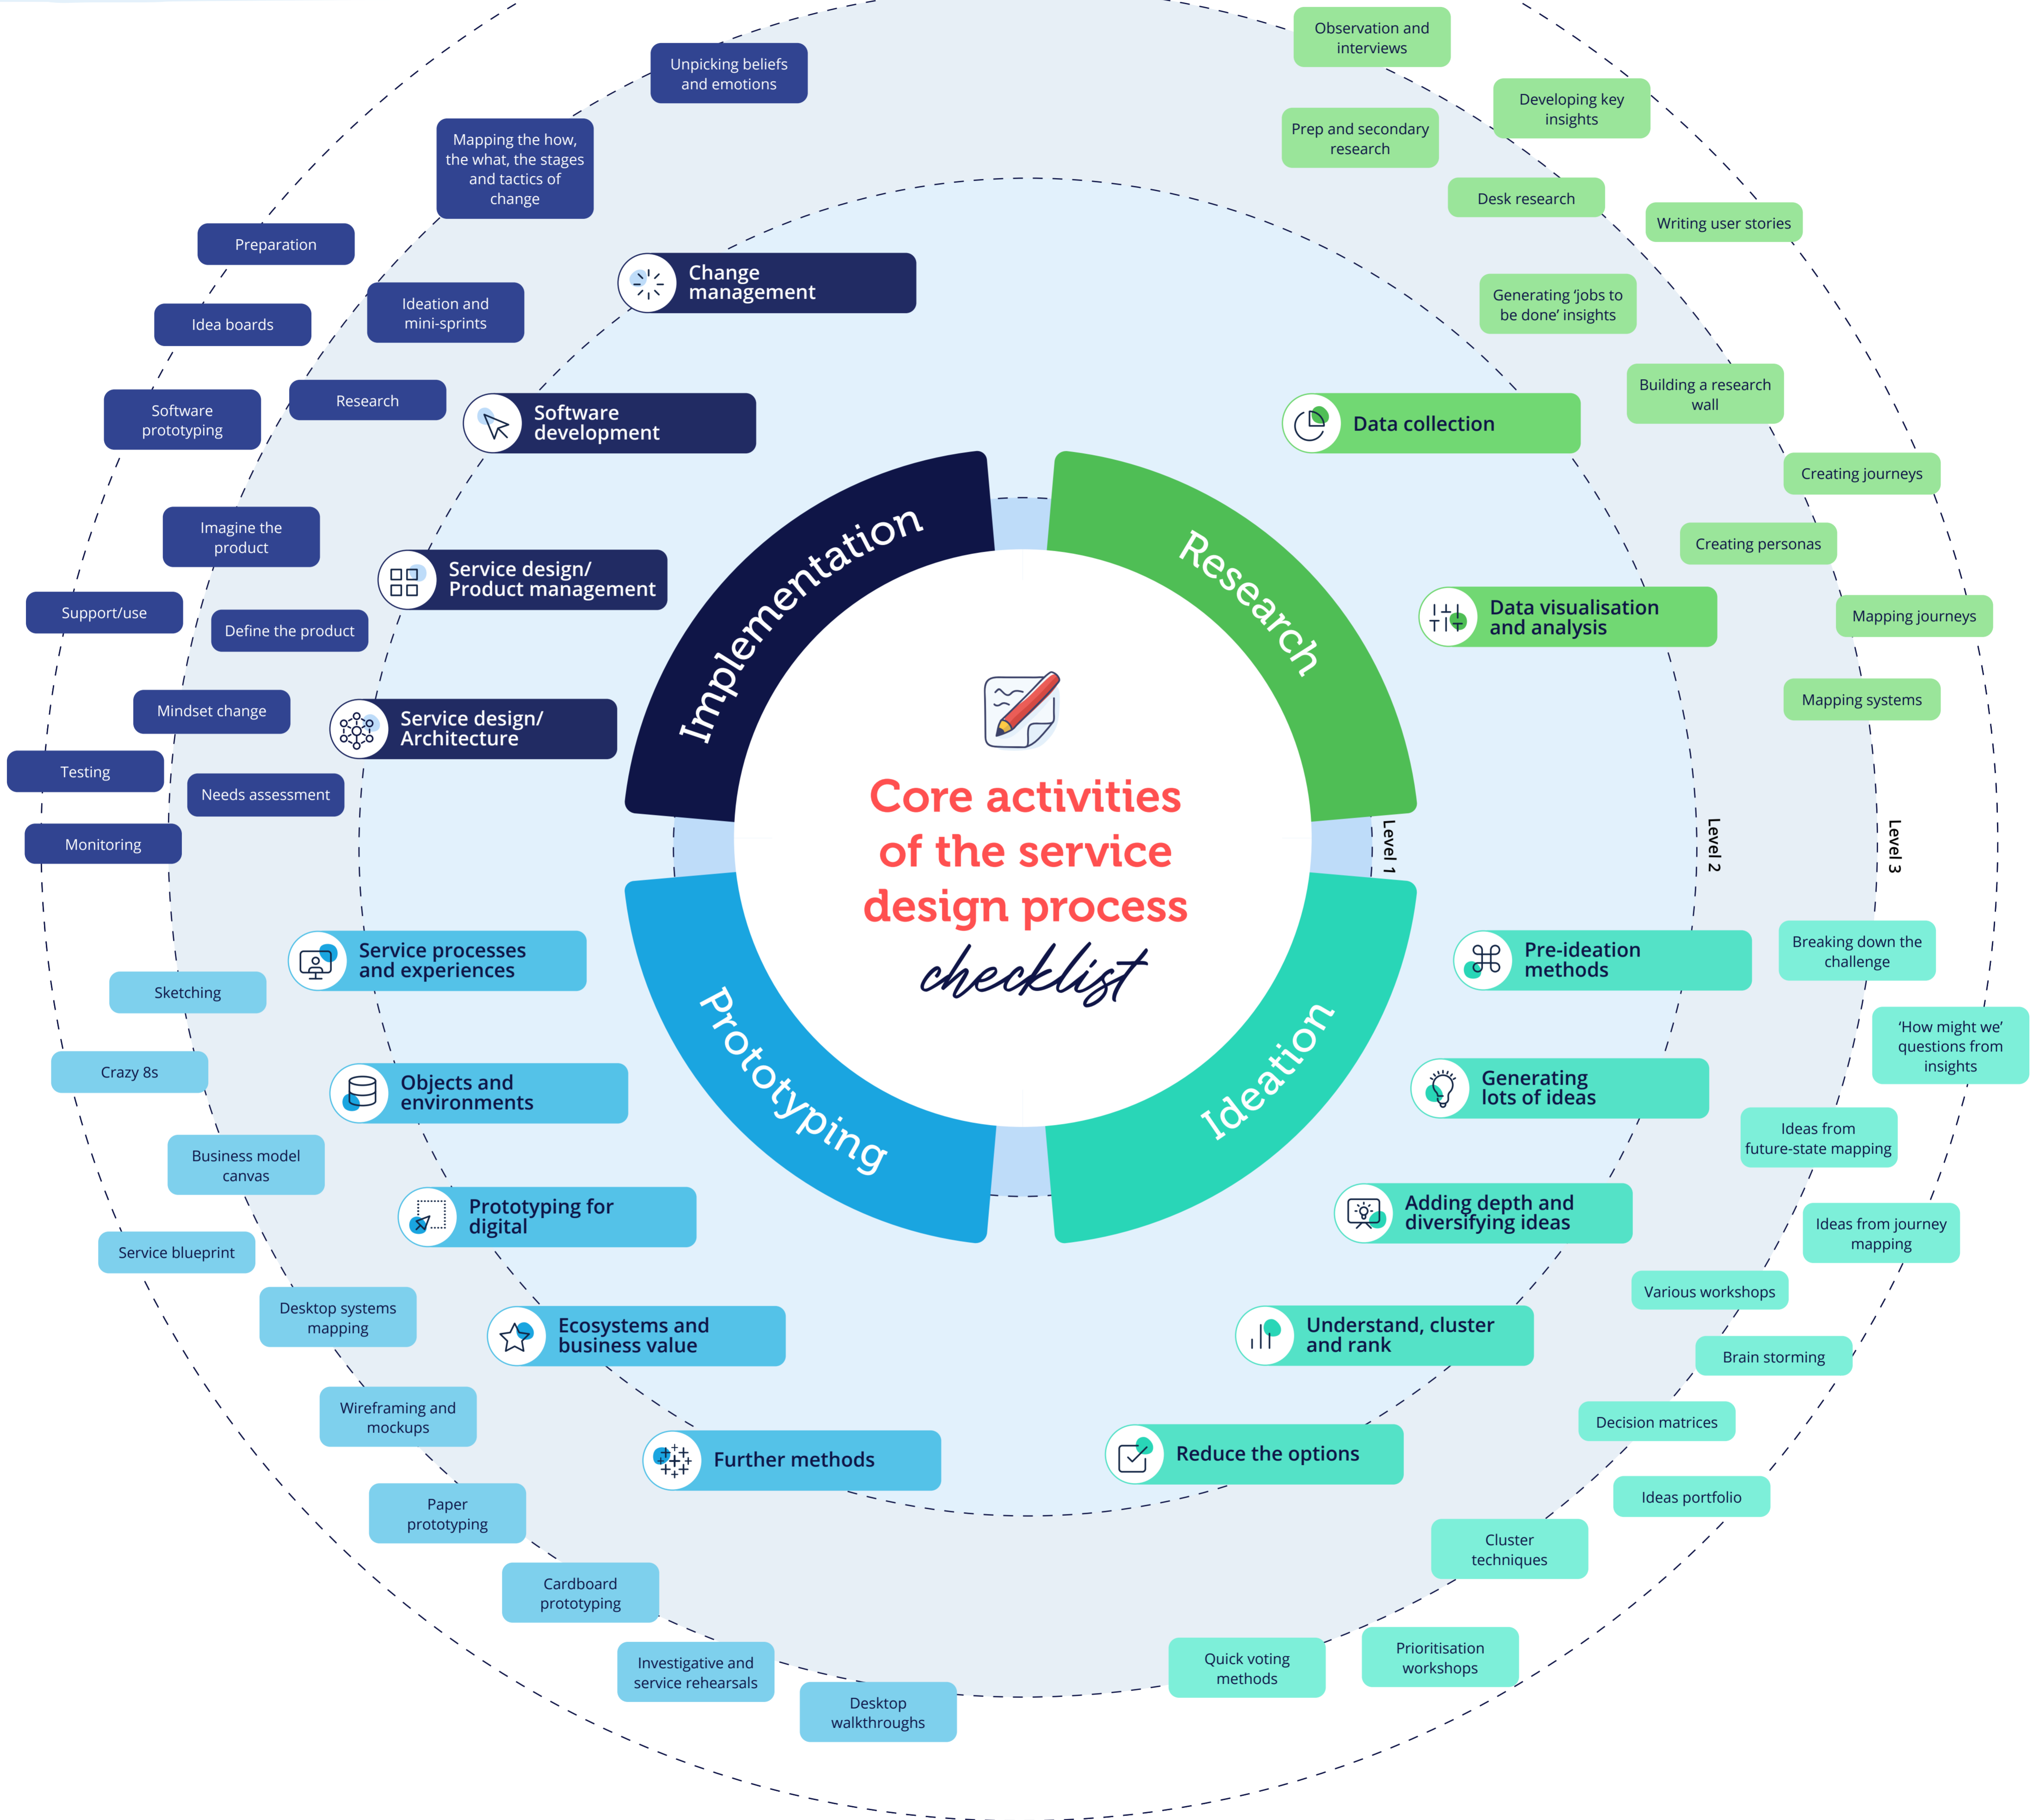 Core activities
of the service
design process
checklist
Implementation
Research
Prototyping
Ideation
Level 1
Level 2
Level 3
Change
management
Software
development
Service design/
Product management
Service design/
Architecture
Unpicking beliefs
and emotions
Mapping the how,
the what, the stages
and tactics of
change
Preparation
Ideation and
mini-sprints
Idea boards
Research
Software
prototyping
Imagine the
product
Support/use
Define the product
Mindset change
Testing
Needs assessment
Monitoring
Data collection
Data visualisation
and analysis
Observation and
interviews
Developing key
insights
Prep and secondary
research
Desk research
Writing user stories
Generating ‘jobs to
be done’ insights
Building a research
wall
Creating journeys
Creating personas
Mapping journeys
Mapping systems
Pre-ideation
methods
Generating
lots of ideas
Adding depth and
diversifying ideas
Understand, cluster
and rank
Reduce the options
Breaking down the
challenge
‘How might we’
questions from
insights
Ideas from
future-state mapping
Ideas from journey
mapping
Various workshops
Brain storming
Decision matrices
Ideas portfolio
Cluster
techniques
Prioritisation
workshops
Quick voting
methods
Service processes
and experiences
Objects and
environments
Prototyping for
digital
Ecosystems and
business value
Further methods
Sketching
Crazy 8s
Business model
canvas
Service blueprint
Desktop systems
mapping
Wireframing and
mockups
Paper
prototyping
Cardboard
prototyping
Investigative and
service rehearsals
Desktop
walkthroughs